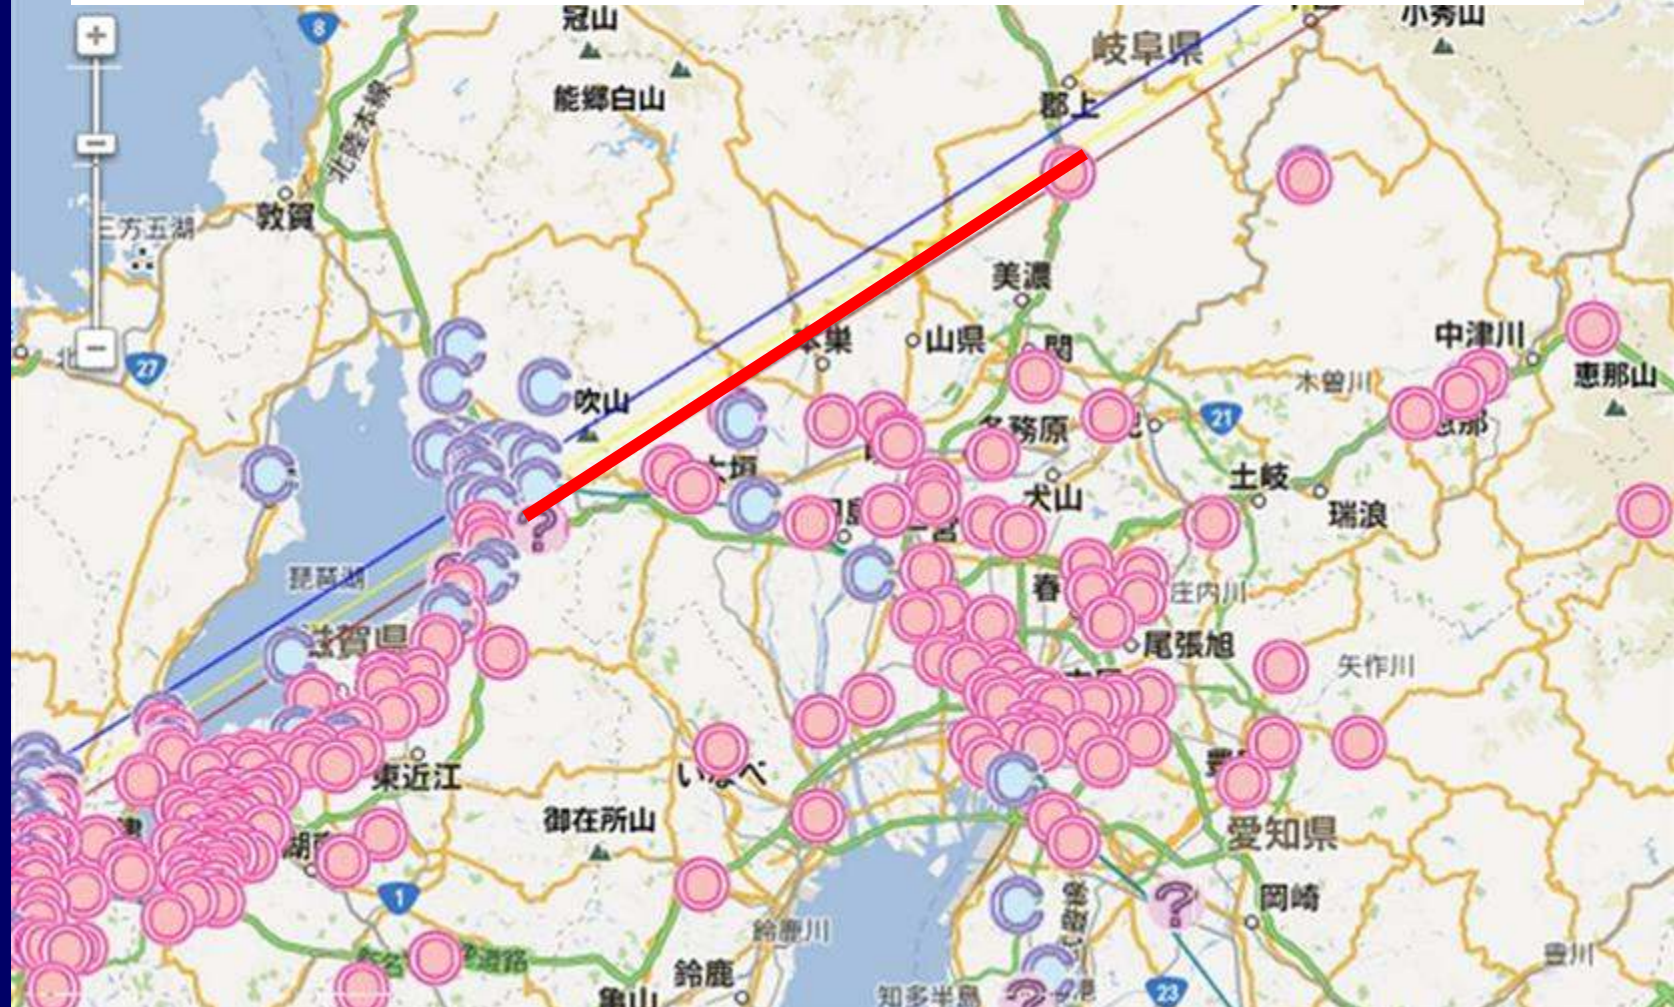 冠山
小秀山
8
岐阜県
能郷白山
郡上
北陸本線
敦賀
三方五湖
美濃
山県
関
中津川
27
木曽川
恵那山
吹山
21
各務原
土岐
犬山
瑞浪
琵琶湖
春
庄内川
滋賀県
尾張旭
矢作川
東近江
いなべ
御在所山
愛知県
1
岡崎
鈴鹿川
豊川
鈴鹿
亀山
知多半島
23